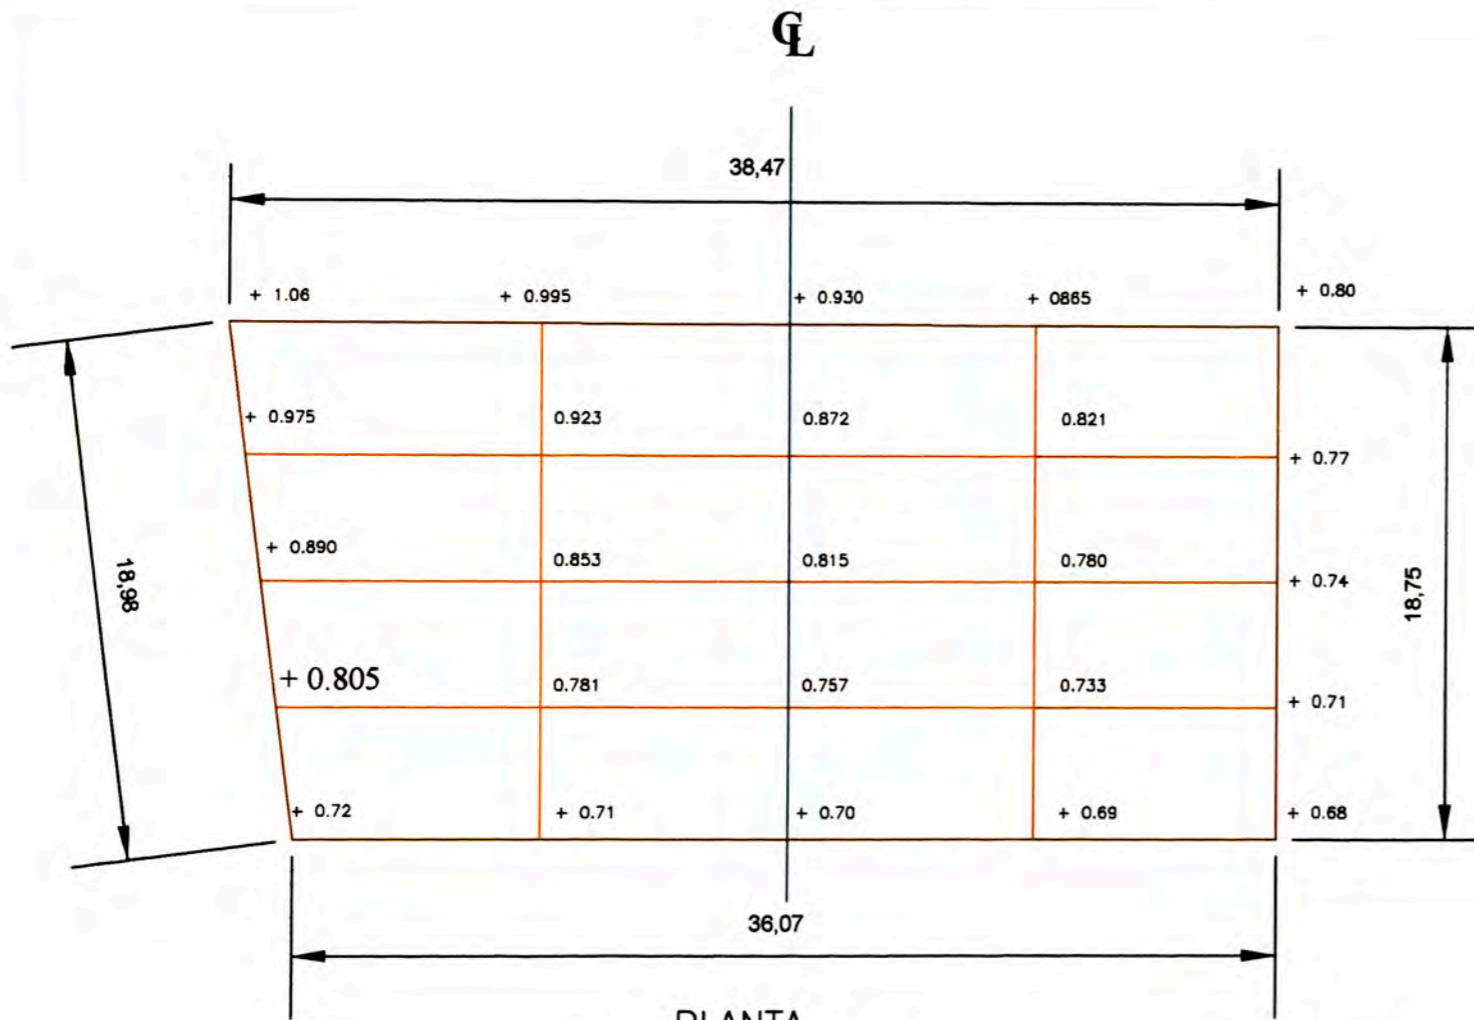 ℄
38,47
+ 1.06 + 0.995 + 0.930 + 0865 + 0.80
+ 0.975 0.923 0.872 0.821
+ 0.77
+ 0.890 0.853 0.815 0.780
+ 0.74
18,98
18,75
+ 0.805 0.781 0.757 0.733
+ 0.71
+ 0.72 + 0.71 + 0.70 + 0.69 + 0.68
36,07
PLANTA